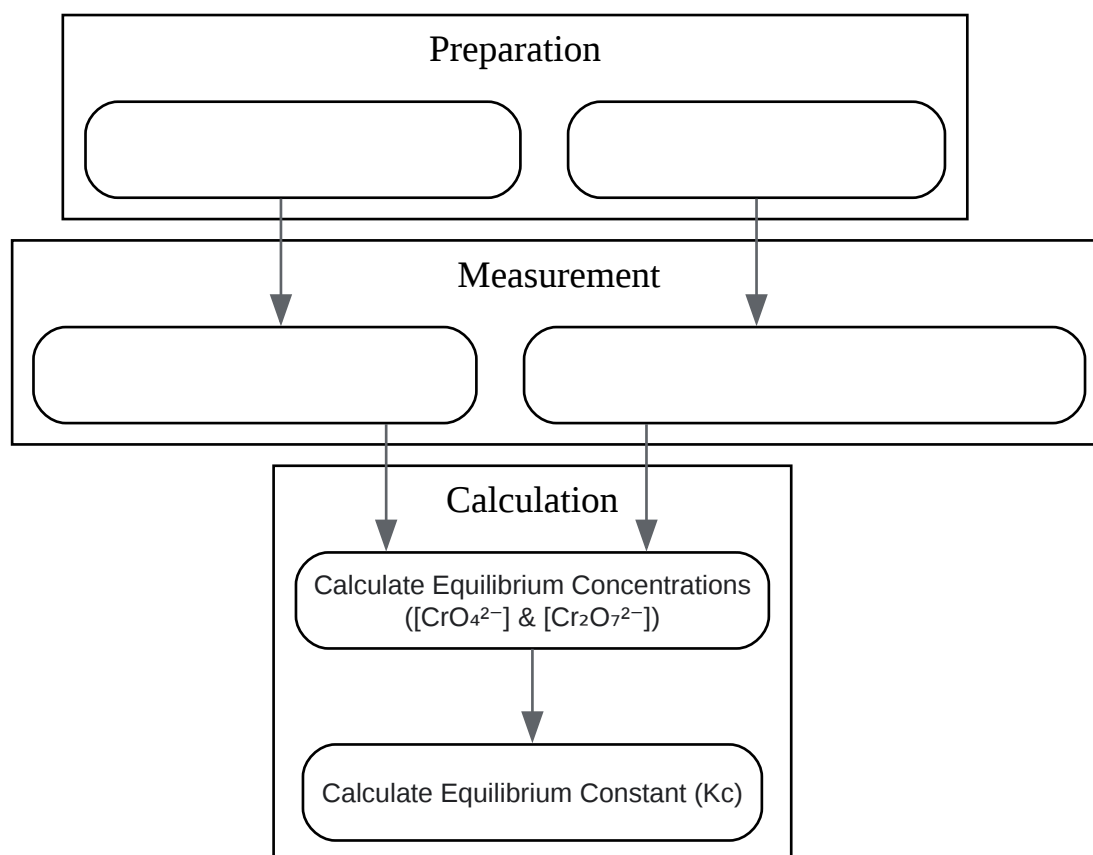 Preparation
Measurement
Calculation
Calculate Equilibrium Concentrations
([CrO₄²⁻] & [Cr₂O₇²⁻])
Calculate Equilibrium Constant (Kc)